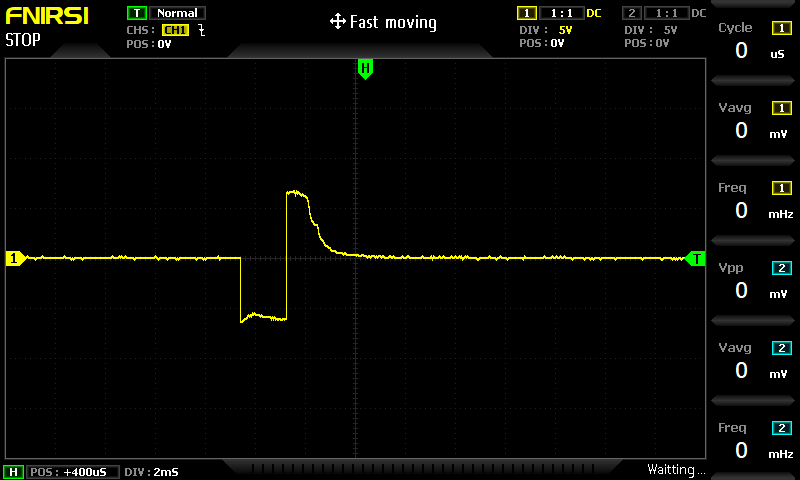 FNIRSI
STOP
T Normal
CHS: CH1
POS: 0V
Fast moving
1 1:1 DC
DIV: 5V
POS: 0V
2 1:1 DC
DIV: 5V
POS: 0V
H
1
T
Cycle 1
0 uS
Vavg 1
0 mV
Freq 1
0 mHz
Vpp 2
0 mV
Vavg 2
0 mV
Freq 2
0 mHz
H POS: +400uS DIV: 2mS
Waitting...